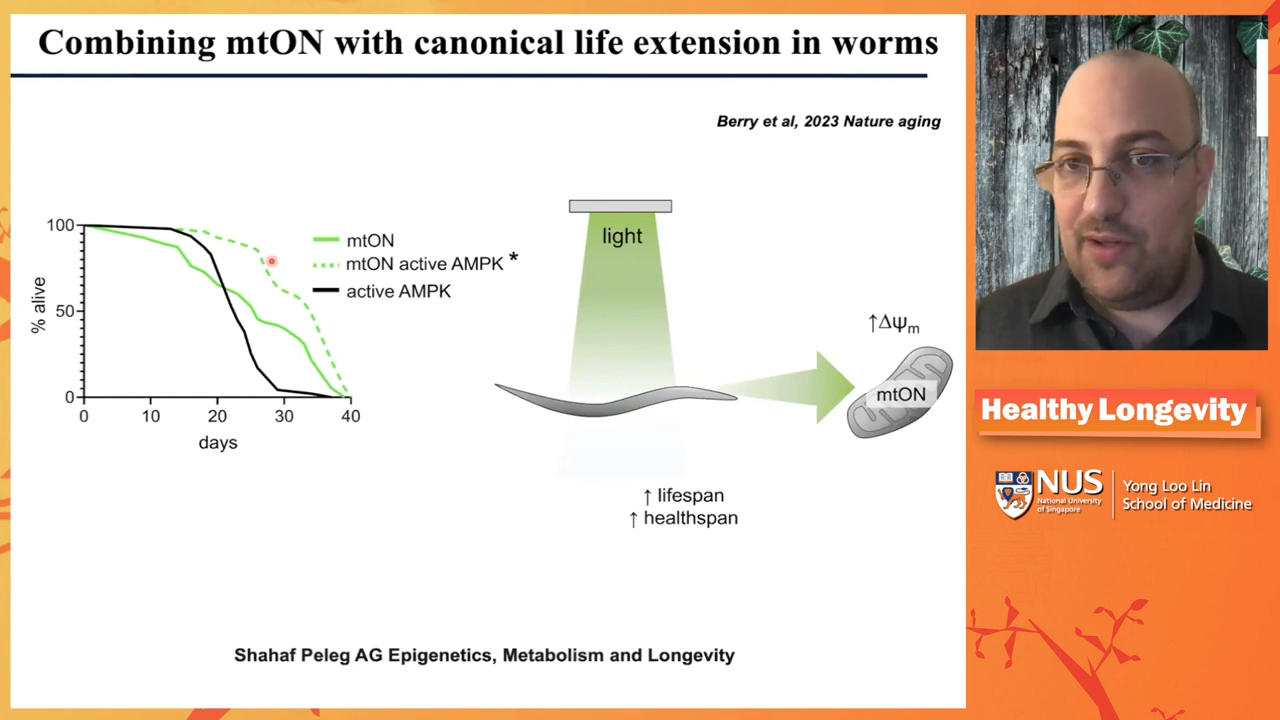 Combining mtON with canonical life extension in worms
Berry et al, 2023 Nature aging
100
50
0
% alive
0 10 20 30 40
days
mtON
mtON active AMPK *
active AMPK
light
↑Δψm
mtON
↑ lifespan
↑ healthspan
Shahaf Peleg AG Epigenetics, Metabolism and Longevity
Healthy Longevity
NUS
National University
of Singapore
Yong Loo Lin
School of Medicine